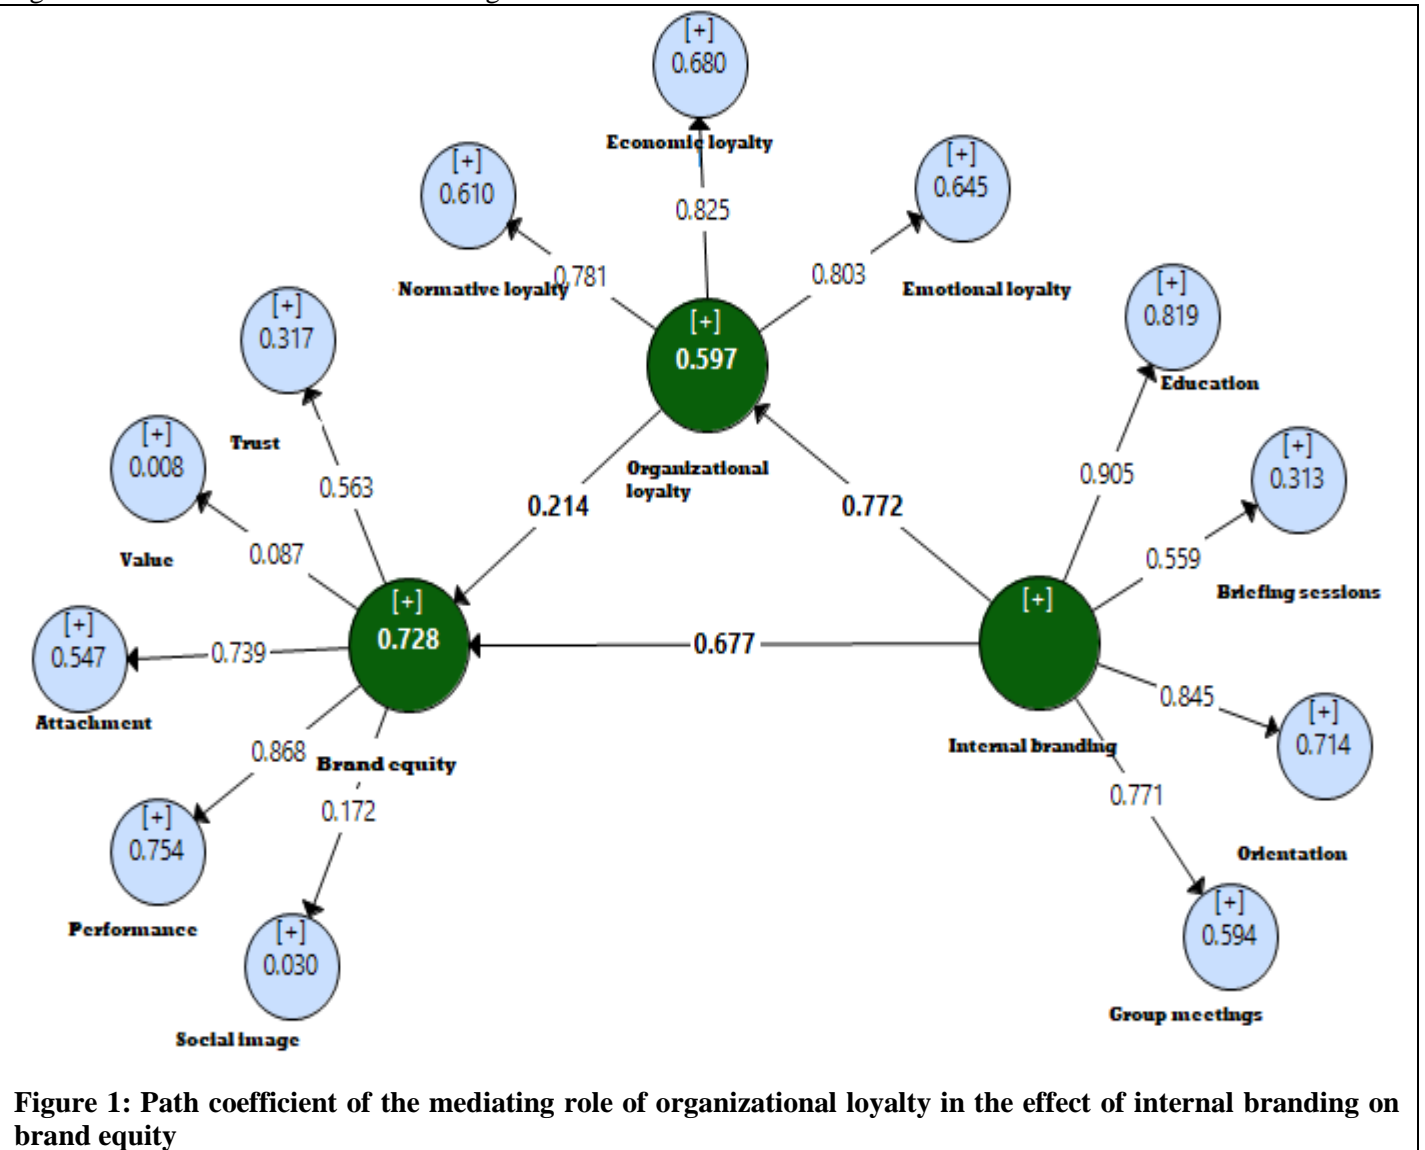 [+]
0.680
Economic loyalty
[+]
0.610
[+]
0.645
0.825
0.781
0.803
Normative loyalty
Emotional loyalty
[+]
0.317
[+]
0.597
[+]
0.819
Education
Trust
[+]
0.008
Organizational
loyalty
[+]
0.313
0.563
0.905
0.214
0.772
0.087
0.559
Value
Briefing sessions
[+]
0.728
[+]
[+]
0.547
0.739
0.677
Attachment
0.845
[+]
0.714
0.868
Brand equity
Internal branding
0.771
0.172
[+]
0.754
Orientation
Performance
[+]
0.594
[+]
0.030
Group meetings
Social image
Figure 1: Path coefficient of the mediating role of organizational loyalty in the effect of internal branding on
brand equity